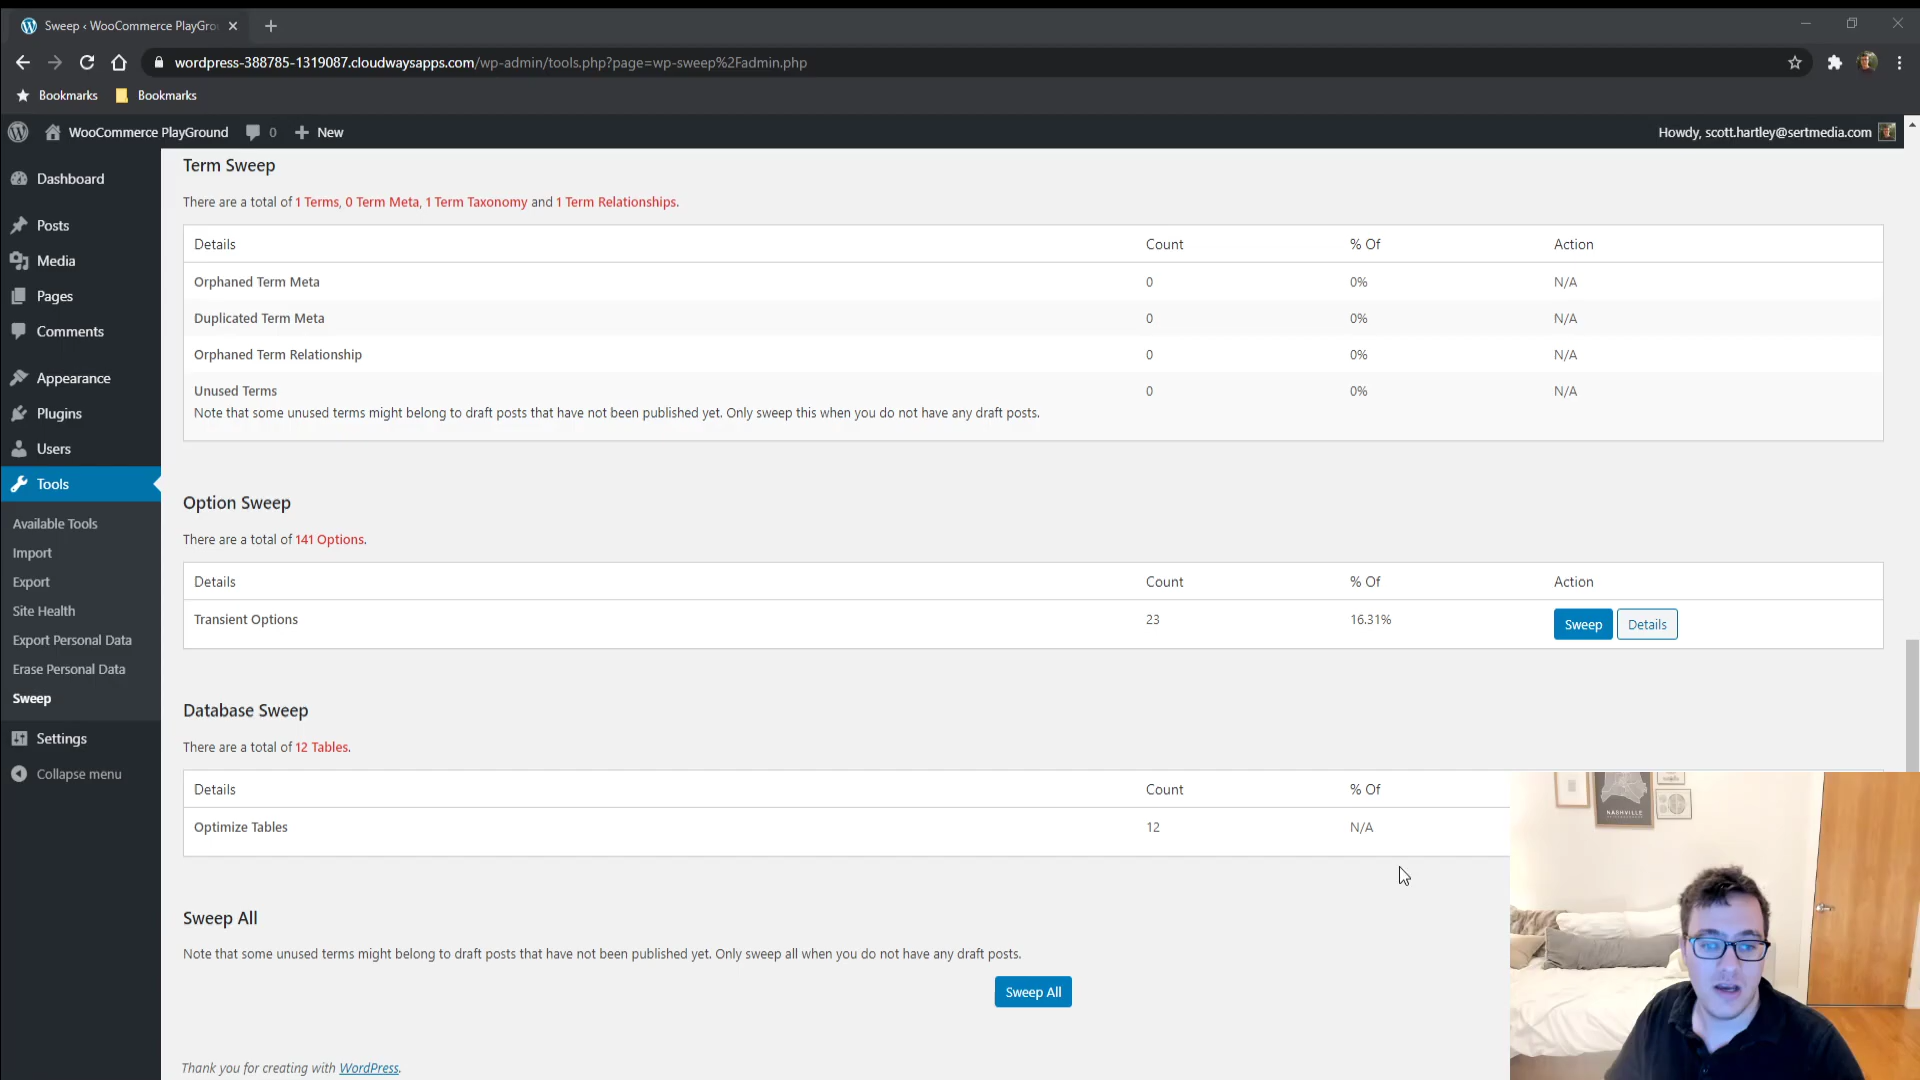 Sweep ‹ WooCommerce PlayGro
wordpress-388785-1319087.cloudwaysapps.com/wp-admin/tools.php?page=wp-sweep%2Fadmin.php
Bookmarks Bookmarks
WooCommerce PlayGround 0 New Howdy, scott.hartley@sertmedia.com
Dashboard
Posts
Media
Pages
Comments
Appearance
Plugins
Users
Tools
Available Tools
Import
Export
Site Health
Export Personal Data
Erase Personal Data
Sweep
Settings
Collapse menu
Term Sweep
There are a total of 1 Terms, 0 Term Meta, 1 Term Taxonomy and 1 Term Relationships.
Details Count % Of Action
Orphaned Term Meta 0 0% N/A
Duplicated Term Meta 0 0% N/A
Orphaned Term Relationship 0 0% N/A
Unused Terms 0 0% N/A
Note that some unused terms might belong to draft posts that have not been published yet. Only sweep this when you do not have any draft posts.
Option Sweep
There are a total of 141 Options.
Details Count % Of Action
Transient Options 23 16.31% Sweep Details
Database Sweep
There are a total of 12 Tables.
Details Count % Of
Optimize Tables 12 N/A
Sweep All
Note that some unused terms might belong to draft posts that have not been published yet. Only sweep all when you do not have any draft posts.
Sweep All
Thank you for creating with WordPress.
NASHVILLE